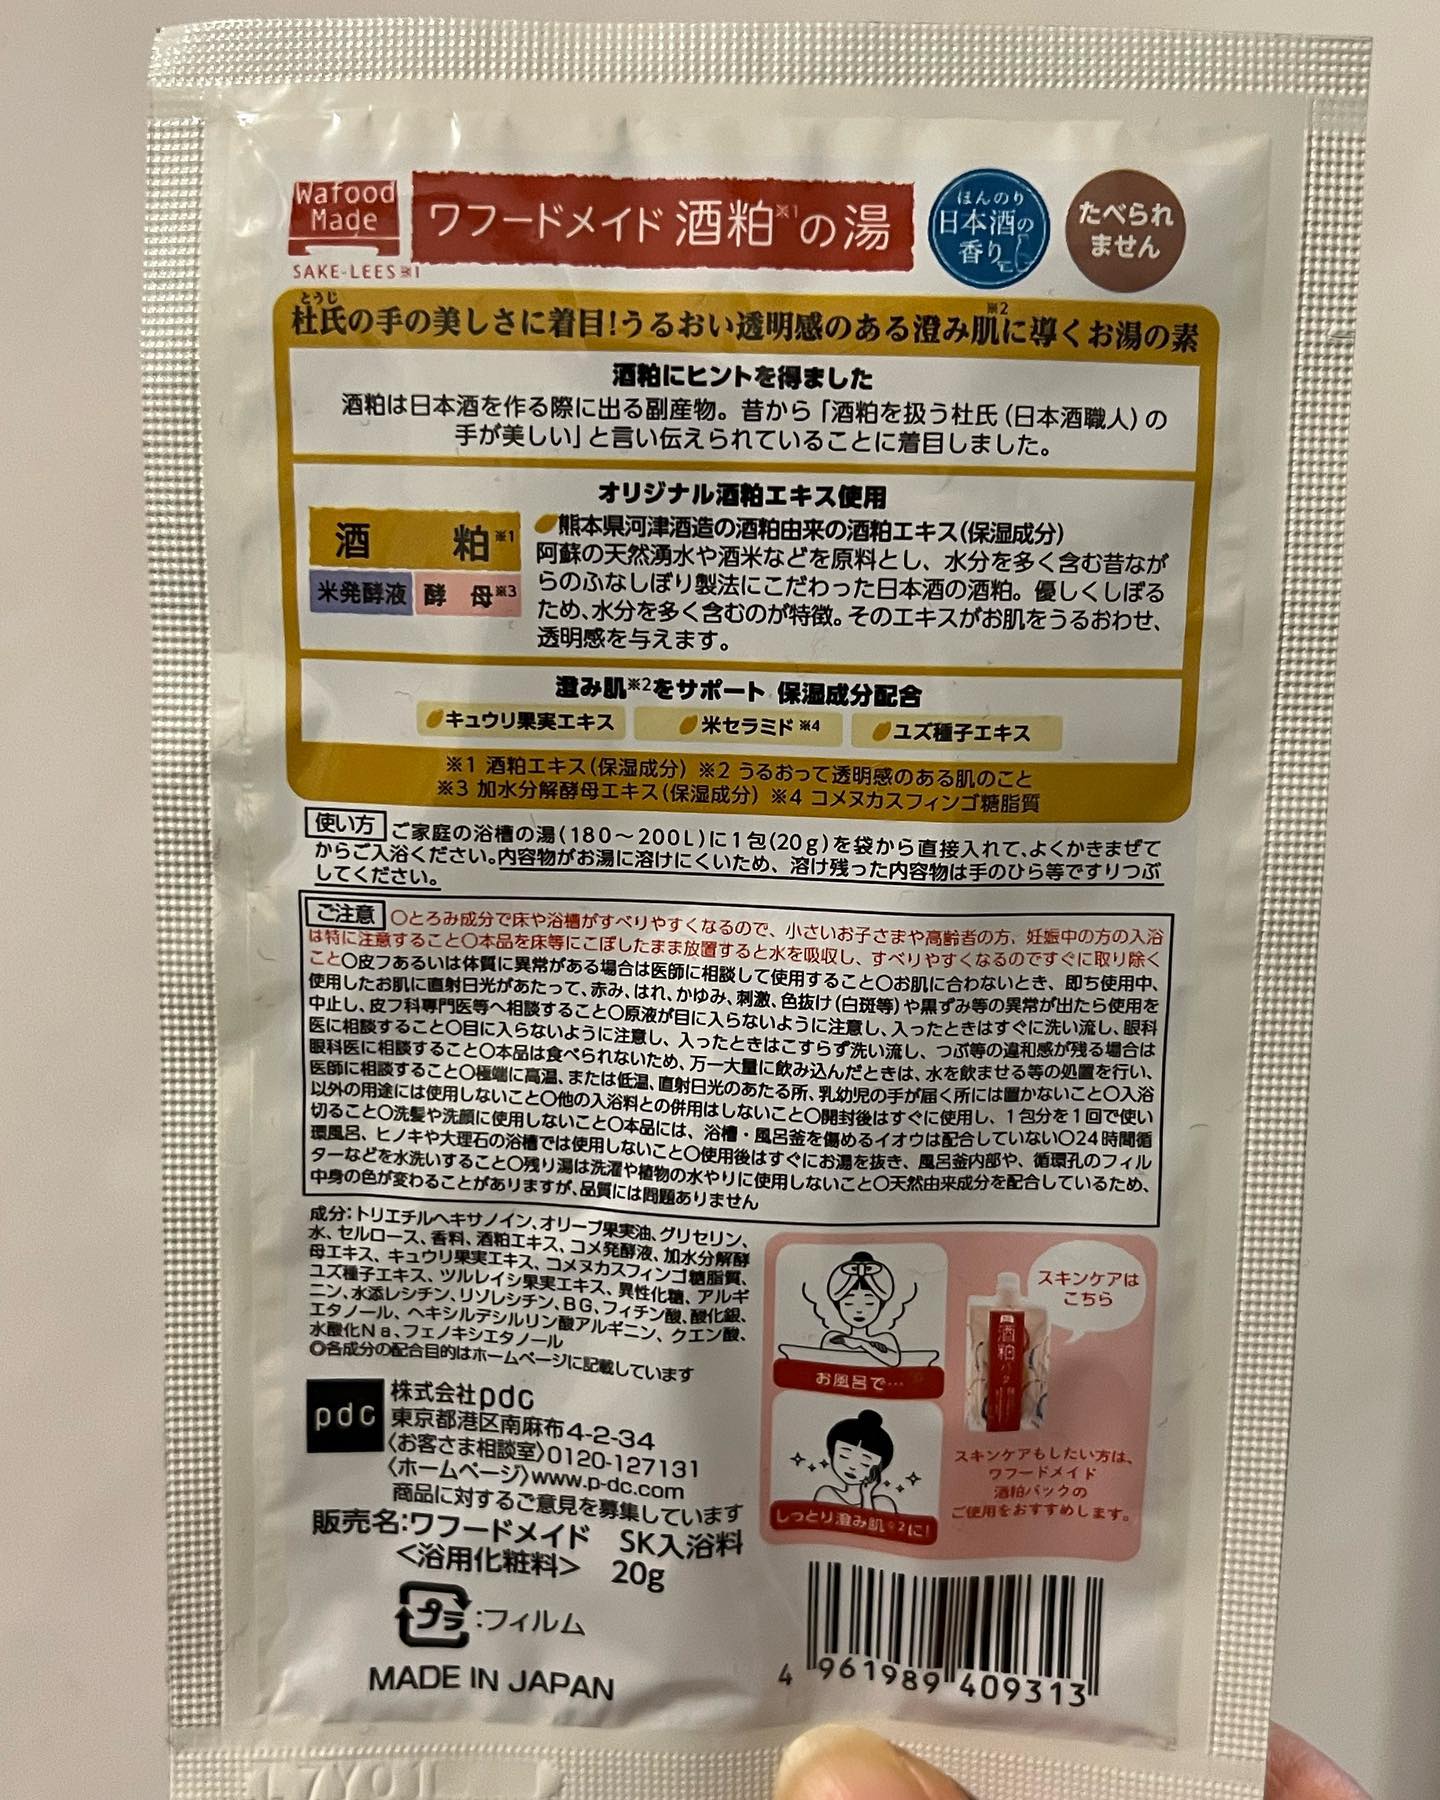 Wafood
Made
SAKE-LEES※1
ワフードメイド 酒粕※1の湯
ほんのり
日本酒の
香り
たべられ
ません
とうじ
杜氏の手の美しさに着目!うるおい透明感のある澄み肌※2に導くお湯の素
酒粕にヒントを得ました
酒粕は日本酒を作る際に出る副産物。昔から「酒粕を扱う杜氏(日本酒職人)の
手が美しい」と言い伝えられていることに着目しました。
オリジナル酒粕エキス使用
酒 粕※1
米発酵液 酵 母※3
熊本県河津酒造の酒粕由来の酒粕エキス(保湿成分)
阿蘇の天然湧水や酒米などを原料とし、水分を多く含む昔なが
らのふなしぼり製法にこだわった日本酒の酒粕。優しくしぼる
ため、水分を多く含むのが特徴。そのエキスがお肌をうるおわせ、
透明感を与えます。
澄み肌※2をサポート 保湿成分配合
キュウリ果実エキス 米セラミド※4 ユズ種子エキス
※1 酒粕エキス(保湿成分) ※2 うるおって透明感のある肌のこと
※3 加水分解酵母エキス(保湿成分) ※4 コメヌカスフィンゴ糖脂質
使い方 ご家庭の浴槽の湯(180～200L)に1包(20g)を袋から直接入れて、よくかきまぜて
からご入浴ください。内容物がお湯に溶けにくいため、溶け残った内容物は手のひら等ですりつぶ
してください。
ご注意 ○とろみ成分で床や浴槽がすべりやすくなるので、小さいお子さまや高齢者の方、妊娠中の方の入浴
は特に注意すること○本品を床等にこぼしたまま放置すると水を吸収し、すべりやすくなるのですぐに取り除く
こと○皮フあるいは体質に異常がある場合は医師に相談して使用すること○お肌に合わないとき、即ち使用中、
使用したお肌に直射日光があたって、赤み、はれ、かゆみ、刺激、色抜け(白斑等)や黒ずみ等の異常が出たら使用を
中止し、皮フ科専門医等へ相談すること○原液が目に入らないように注意し、入ったときはすぐに洗い流し、眼科
医に相談すること○目に入らないように注意し、入ったときはこすらず洗い流し、つぶ等の違和感が残る場合は
眼科医に相談すること○本品は食べられないため、万一大量に飲み込んだときは、水を飲ませる等の処置を行い、
医師に相談すること○極端に高温、または低温、直射日光のあたる所、乳幼児の手が届く所には置かないこと○入浴
以外の用途には使用しないこと○他の入浴料との併用はしないこと○開封後はすぐに使用し、1包分を1回で使い
切ること○洗髪や洗顔に使用しないこと○本品には、浴槽・風呂釜を傷めるイオウは配合していない○24時間循
環風呂、ヒノキや大理石の浴槽では使用しないこと○使用後はすぐにお湯を抜き、風呂釜内部や、循環孔のフィル
ターなどを水洗いすること○残り湯は洗濯や植物の水やりに使用しないこと○天然由来成分を配合しているため、
中身の色が変わることがありますが、品質には問題ありません
成分:トリエチルヘキサノイン、オリーブ果実油、グリセリン、
水、セルロース、香料、酒粕エキス、コメ発酵液、加水分解酵
母エキス、キュウリ果実エキス、コメヌカスフィンゴ糖脂質、
ユズ種子エキス、ツルレイシ果実エキス、異性化糖、アルギ
ニン、水添レシチン、リゾレシチン、BG、フィチン酸、酸化銀、
エタノール、ヘキシルデシルリン酸アルギニン、クエン酸、
水酸化Na、フェノキシエタノール
◎各成分の配合目的はホームページに記載しています
pdc
株式会社pdc
東京都港区南麻布4-2-34
〈お客さま相談室〉0120-127131
〈ホームページ〉www.p-dc.com
商品に対するご意見を募集しています
販売名:ワフードメイド SK入浴料
<浴用化粧料> 20g
プラ:フィルム
MADE IN JAPAN
お風呂で…
しっとり澄み肌※2に!
スキンケアは
こちら
酒粕パック
スキンケアもしたい方は、
ワフードメイド
酒粕パックの
ご使用をおすすめします。
4 961989 409313